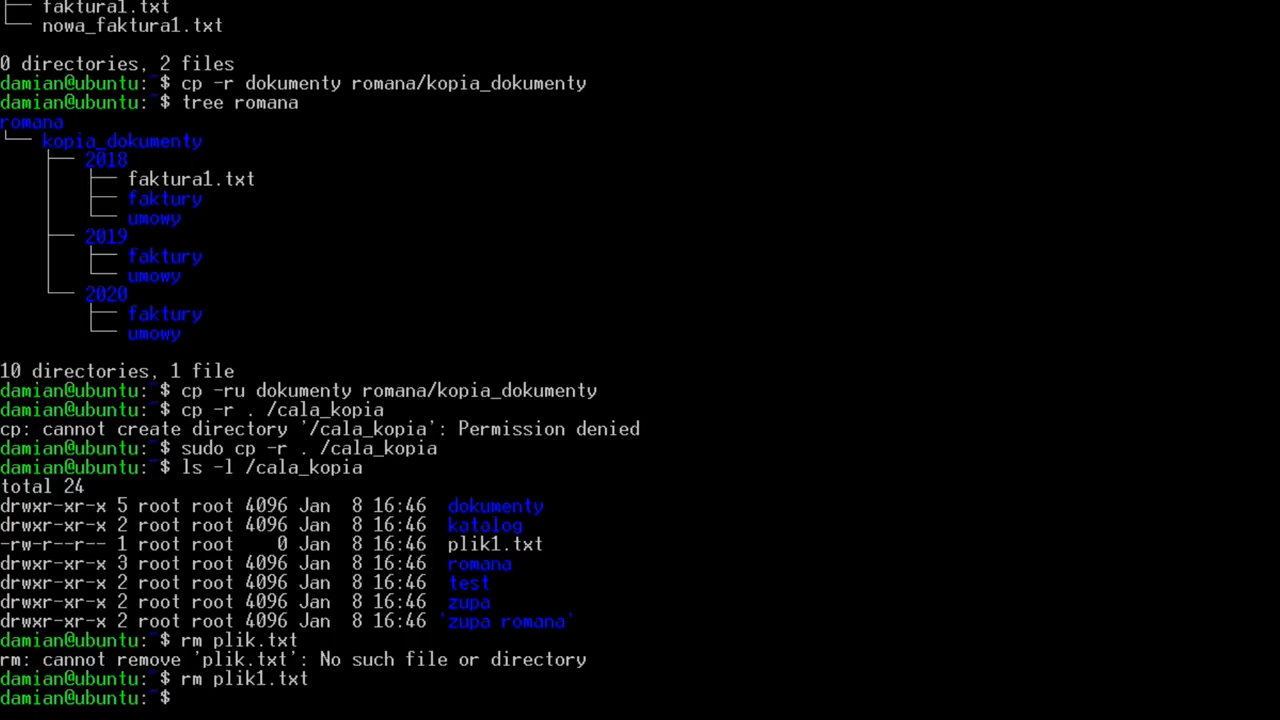 ├── faktura1.txt
└── nowa_faktura1.txt
0 directories, 2 files
damian@ubuntu:~$ cp -r dokumenty romana/kopia_dokumenty
damian@ubuntu:~$ tree romana
romana
└── kopia_dokumenty
    ├── 2018
    │   ├── faktura1.txt
    │   ├── faktury
    │   └── umowy
    ├── 2019
    │   ├── faktury
    │   └── umowy
    └── 2020
        ├── faktury
        └── umowy
10 directories, 1 file
damian@ubuntu:~$ cp -ru dokumenty romana/kopia_dokumenty
damian@ubuntu:~$ cp -r . /cala_kopia
cp: cannot create directory '/cala_kopia': Permission denied
damian@ubuntu:~$ sudo cp -r . /cala_kopia
damian@ubuntu:~$ ls -l /cala_kopia
total 24
drwxr-xr-x 5 root root 4096 Jan  8 16:46  dokumenty
drwxr-xr-x 2 root root 4096 Jan  8 16:46  katalog
-rw-r--r-- 1 root root    0 Jan  8 16:46  plik1.txt
drwxr-xr-x 3 root root 4096 Jan  8 16:46  romana
drwxr-xr-x 2 root root 4096 Jan  8 16:46  test
drwxr-xr-x 2 root root 4096 Jan  8 16:46  zupa
drwxr-xr-x 2 root root 4096 Jan  8 16:46 'zupa romana'
damian@ubuntu:~$ rm plik.txt
rm: cannot remove 'plik.txt': No such file or directory
damian@ubuntu:~$ rm plik1.txt
damian@ubuntu:~$